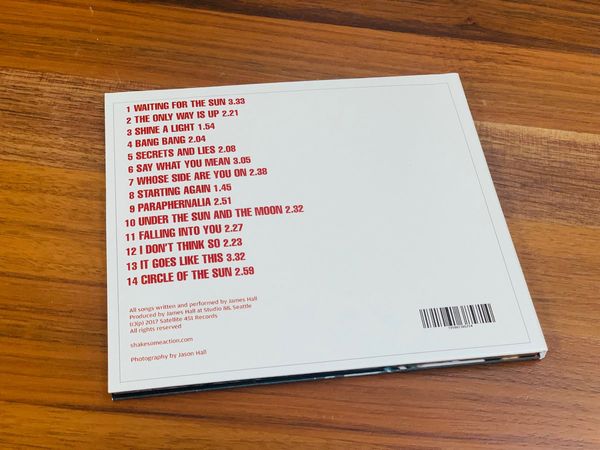 1 WAITING FOR THE SUN 3.33
2 THE ONLY WAY IS UP 2.21
3 SHINE A LIGHT 1.54
4 BANG BANG 2.04
5 SECRETS AND LIES 2.08
6 SAY WHAT YOU MEAN 3.05
7 WHOSE SIDE ARE YOU ON 2.38
8 STARTING AGAIN 1.45
9 PARAPHERNALIA 2.51
10 UNDER THE SUN AND THE MOON 2.32
11 FALLING INTO YOU 2.27
12 I DON'T THINK SO 2.23
13 IT GOES LIKE THIS 3.32
14 CIRCLE OF THE SUN 2.59
All songs written and performed by James Hall
Produced by James Hall at Studio 88, Seattle
(c)(p) 2017 Satellite 451 Records
All rights reserved
shakesomeaction.com
Photography by Jason Hall